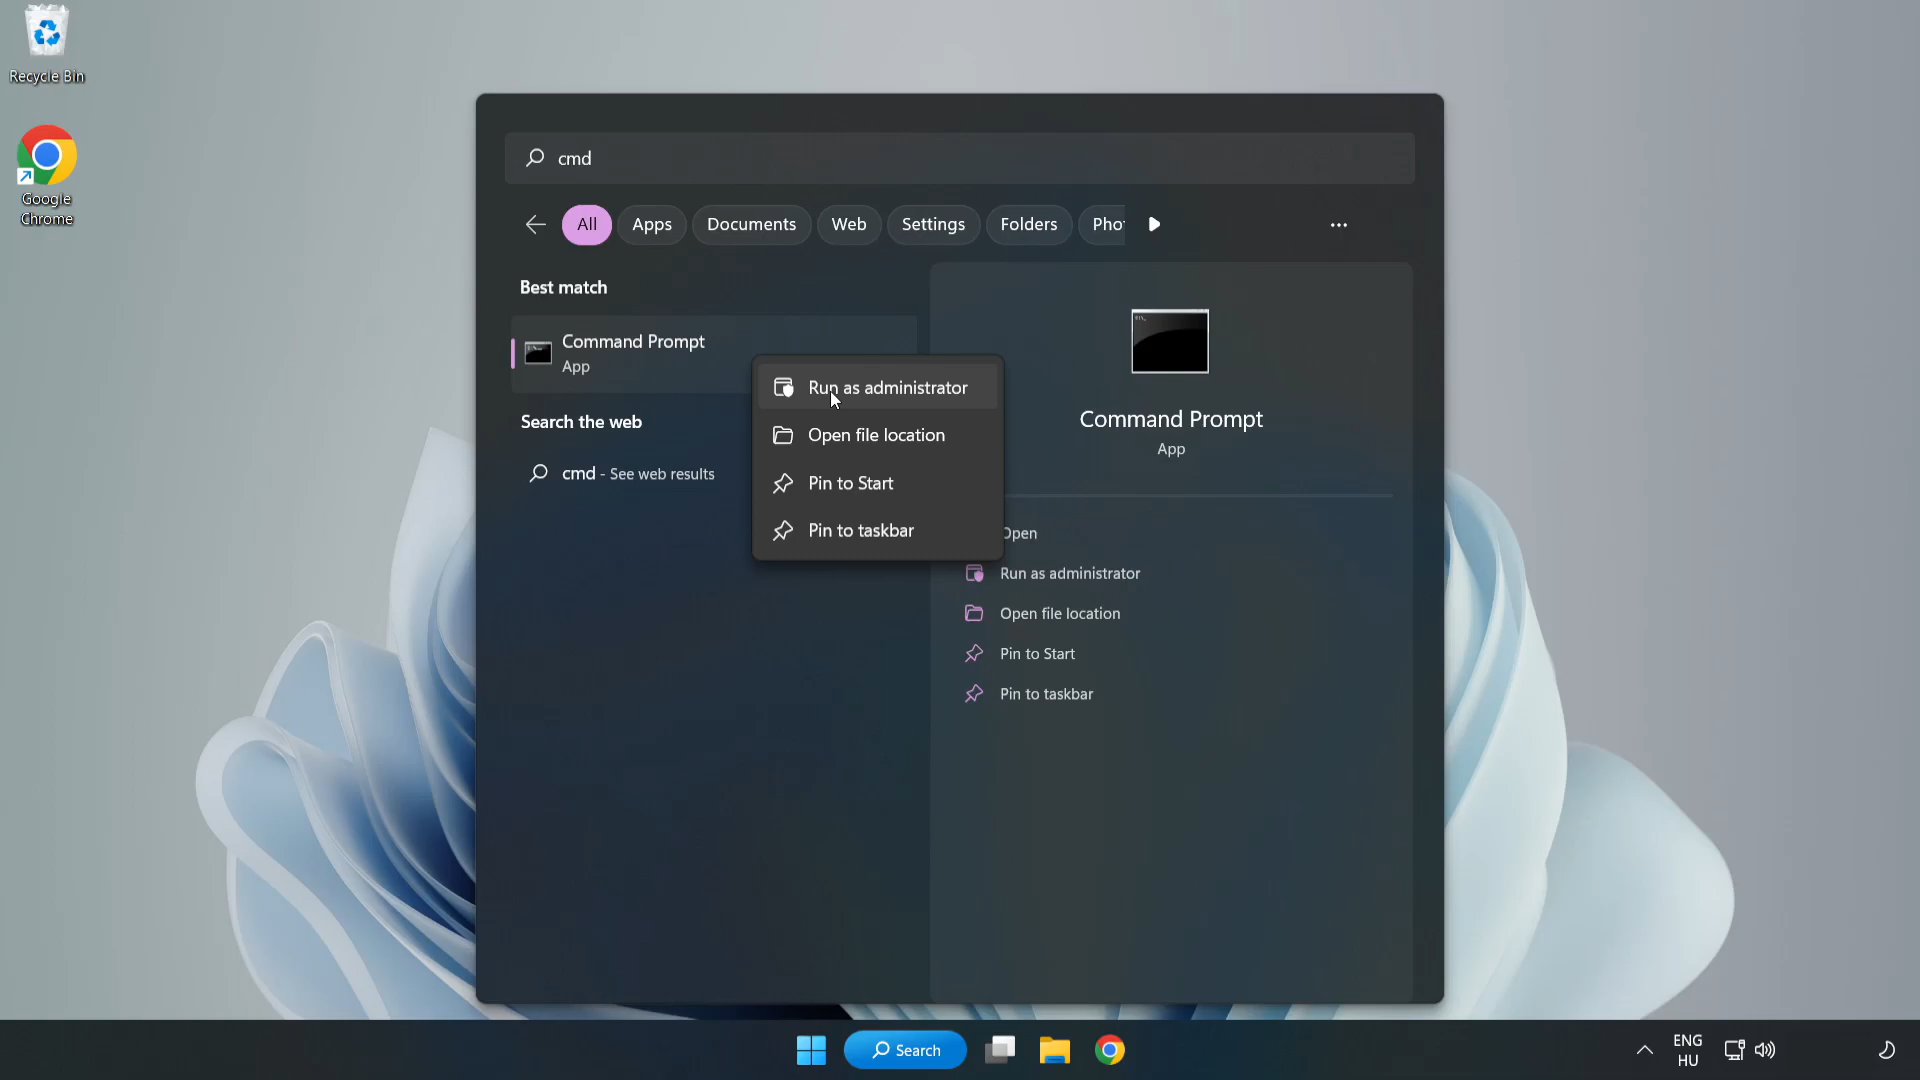 Recycle Bin
Google
Chrome
cmd
All
Apps
Documents
Web
Settings
Folders
Pho
Best match
Command Prompt
App
Search the web
cmd - See web results
Run as administrator
Open file location
Pin to Start
Pin to taskbar
Command Prompt
App
Open
Run as administrator
Open file location
Pin to Start
Pin to taskbar
Search
ENG
HU